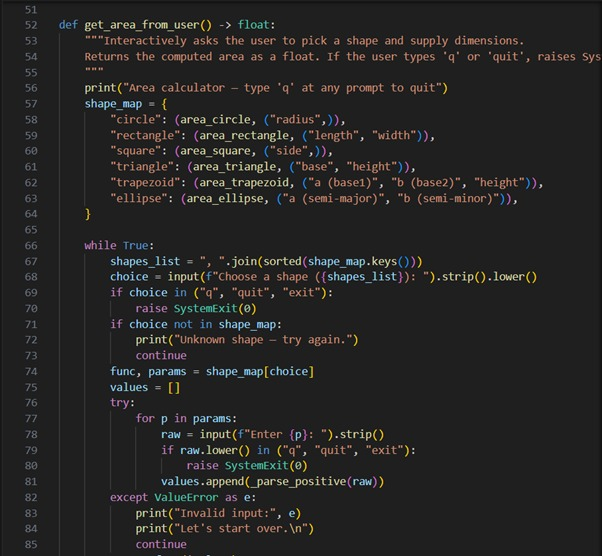 51
52 def get_area_from_user() -> float:
53 """Interactively asks the user to pick a shape and supply dimensions.
54 Returns the computed area as a float. If the user types 'q' or 'quit', raises Sys
55 """
56 print("Area calculator — type 'q' at any prompt to quit")
57 shape_map = {
58 "circle": (area_circle, ("radius",)),
59 "rectangle": (area_rectangle, ("length", "width")),
60 "square": (area_square, ("side",)),
61 "triangle": (area_triangle, ("base", "height")),
62 "trapezoid": (area_trapezoid, ("a (base1)", "b (base2)", "height")),
63 "ellipse": (area_ellipse, ("a (semi-major)", "b (semi-minor)")),
64 }
65
66 while True:
67 shapes_list = ", ".join(sorted(shape_map.keys()))
68 choice = input(f"Choose a shape ({shapes_list}): ").strip().lower()
69 if choice in ("q", "quit", "exit"):
70 raise SystemExit(0)
71 if choice not in shape_map:
72 print("Unknown shape — try again.")
73 continue
74 func, params = shape_map[choice]
75 values = []
76 try:
77 for p in params:
78 raw = input(f"Enter {p}: ").strip()
79 if raw.lower() in ("q", "quit", "exit"):
80 raise SystemExit(0)
81 values.append(_parse_positive(raw))
82 except ValueError as e:
83 print("Invalid input:", e)
84 print("Let's start over.\n")
85 continue